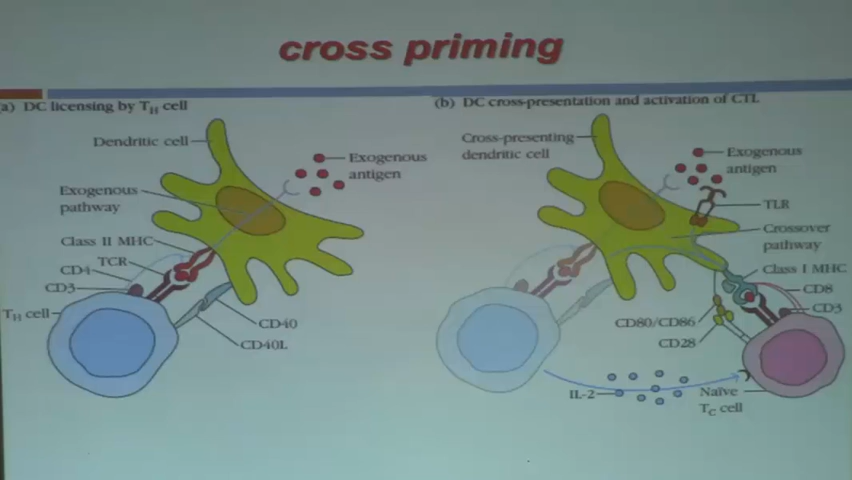 cross priming
a) DC licensing by TH cell
(b) DC cross-presentation and activation of CTL
Dendritic cell
Exogenous
antigen
Exogenous
pathway
Class II MHC
TCR
CD4
CD3
TH cell
CD40
CD40L
Cross-presenting
dendritic cell
Exogenous
antigen
TLR
Crossover
pathway
Class I MHC
CD8
CD3
CD80/CD86
CD28
IL-2
Naïve
TC cell